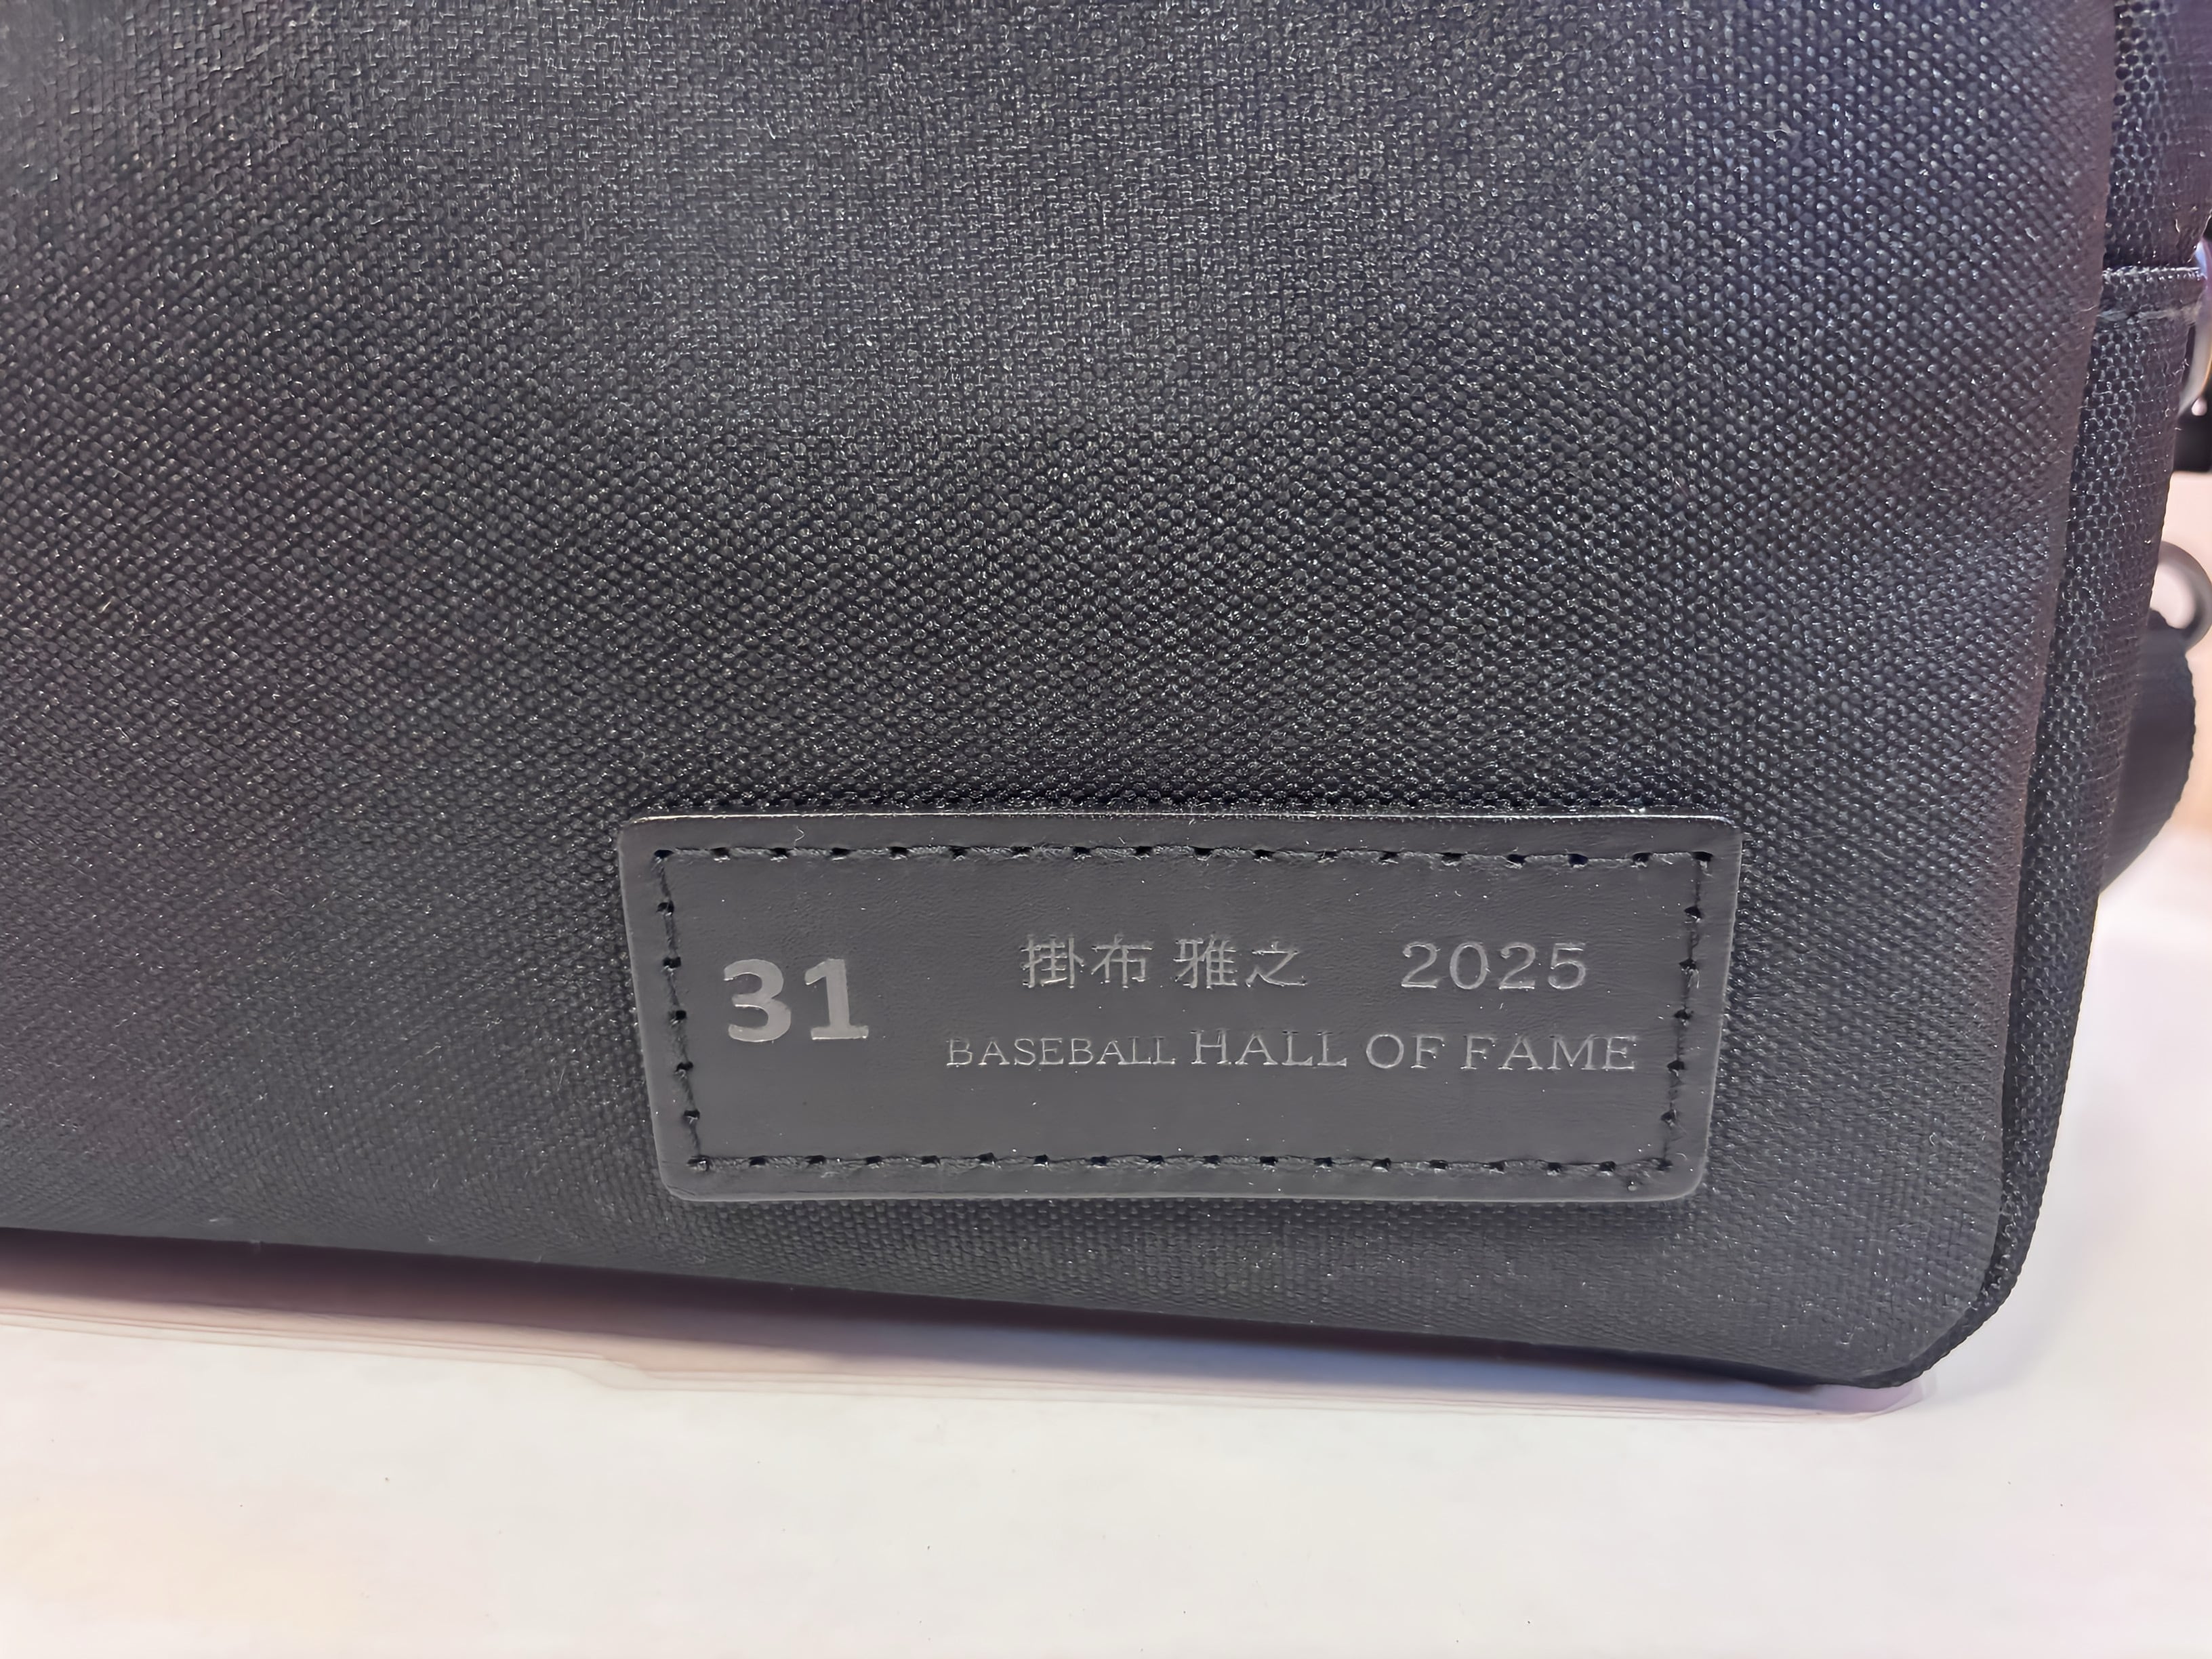 31
掛布 雅之 2025
BASEBALL HALL OF FAME